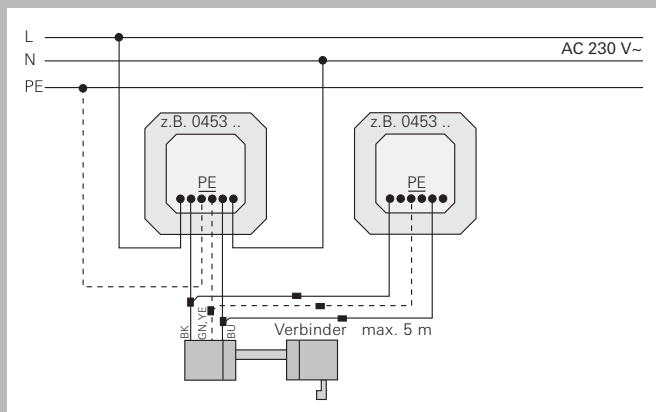 L
N
AC 230 V~
PE
z.B. 0453 ..
z.B. 0453 ..
PE
PE
BK
GN, YE
BU
Verbinder max. 5 m